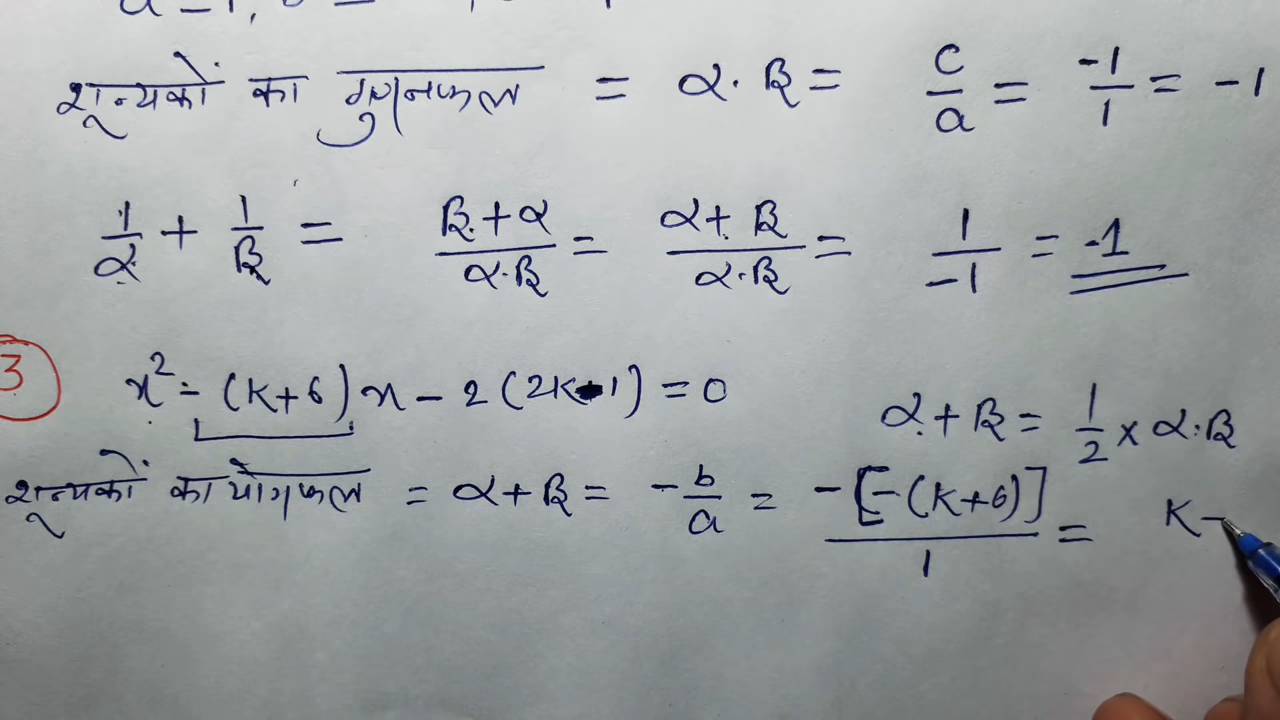 शून्यकों का गुणनफल = α·β = c/a = -1/1 = -1
1/α + 1/β = β+α/α·β = α+β/α·β = 1/-1 = -1
3 x² - (K+6)x - 2(2K-1) = 0
α+β = 1/2 × α·β
शून्यकों का योगफल = α+β = -b/a = -[-(K+6)]/1 = K